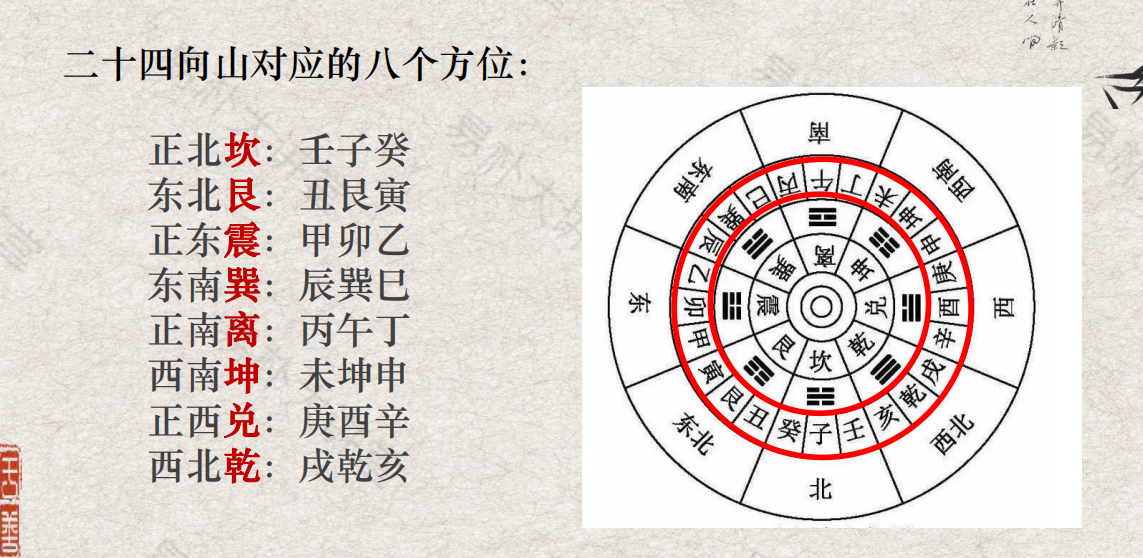 二十四向山对应的八个方位：
正北坎：壬子癸
东北艮：丑艮寅
正东震：甲卯乙
东南巽：辰巽巳
正南离：丙午丁
西南坤：未坤申
正西兑：庚酉辛
西北乾：戌乾亥
南
西南
西
西北
北
东北
东
东南
午
丁
未
坤
申
庚
酉
辛
戌
乾
亥
壬
子
癸
丑
艮
寅
甲
卯
乙
辰
巽
巳
丙
离
坤
兑
乾
坎
艮
震
巽